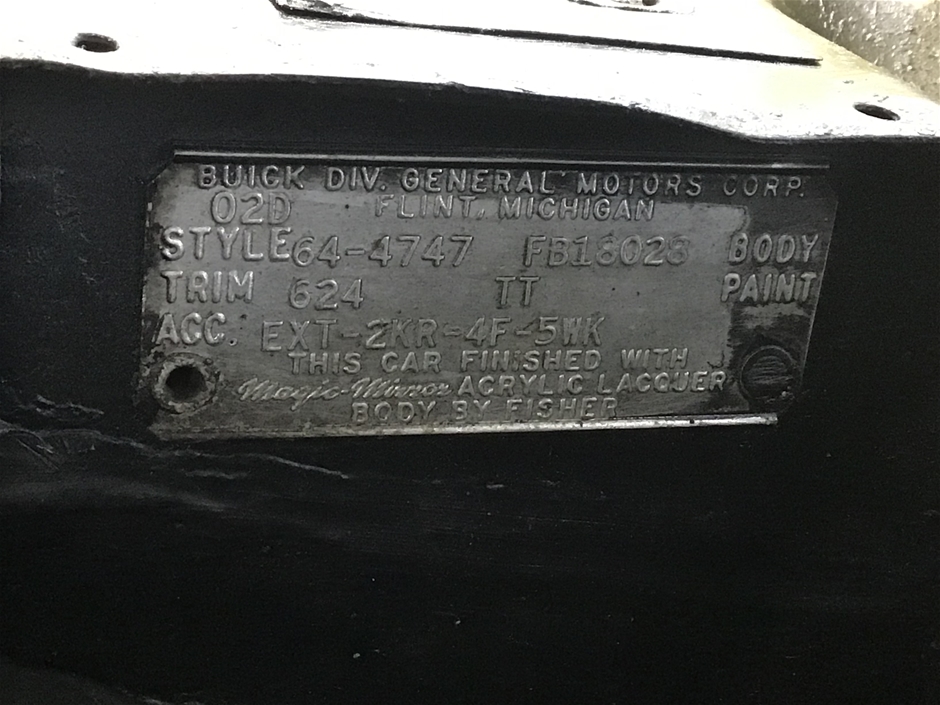 BUICK DIV. GENERAL MOTORS CORP.
02D FLINT, MICHIGAN
STYLE 64-4747 FB18028 BODY
TRIM 624 TT PAINT
ACC. EXT-2KR-4F-5WK
THIS CAR FINISHED WITH
Magic-Mirror ACRYLIC LACQUER
BODY BY FISHER